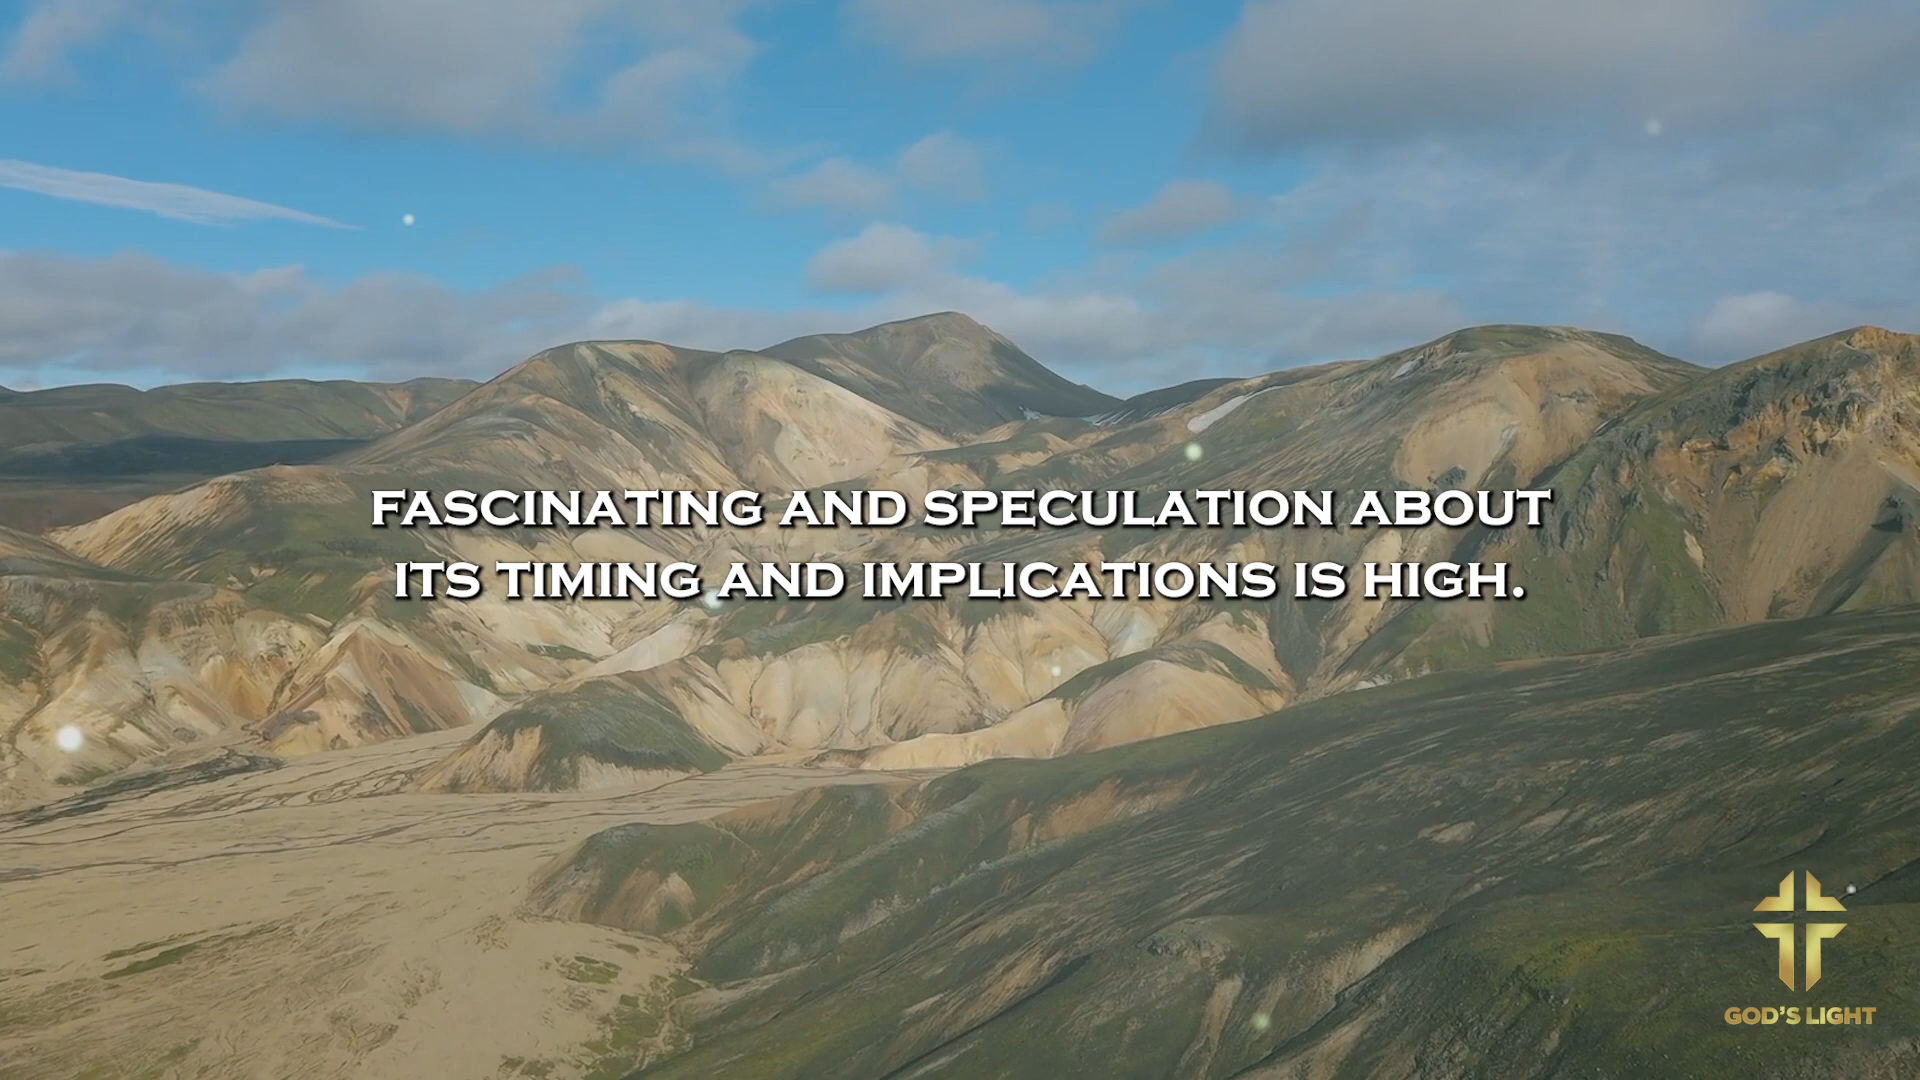 FASCINATING AND SPECULATION ABOUT
ITS TIMING AND IMPLICATIONS IS HIGH.
GOD'S LIGHT